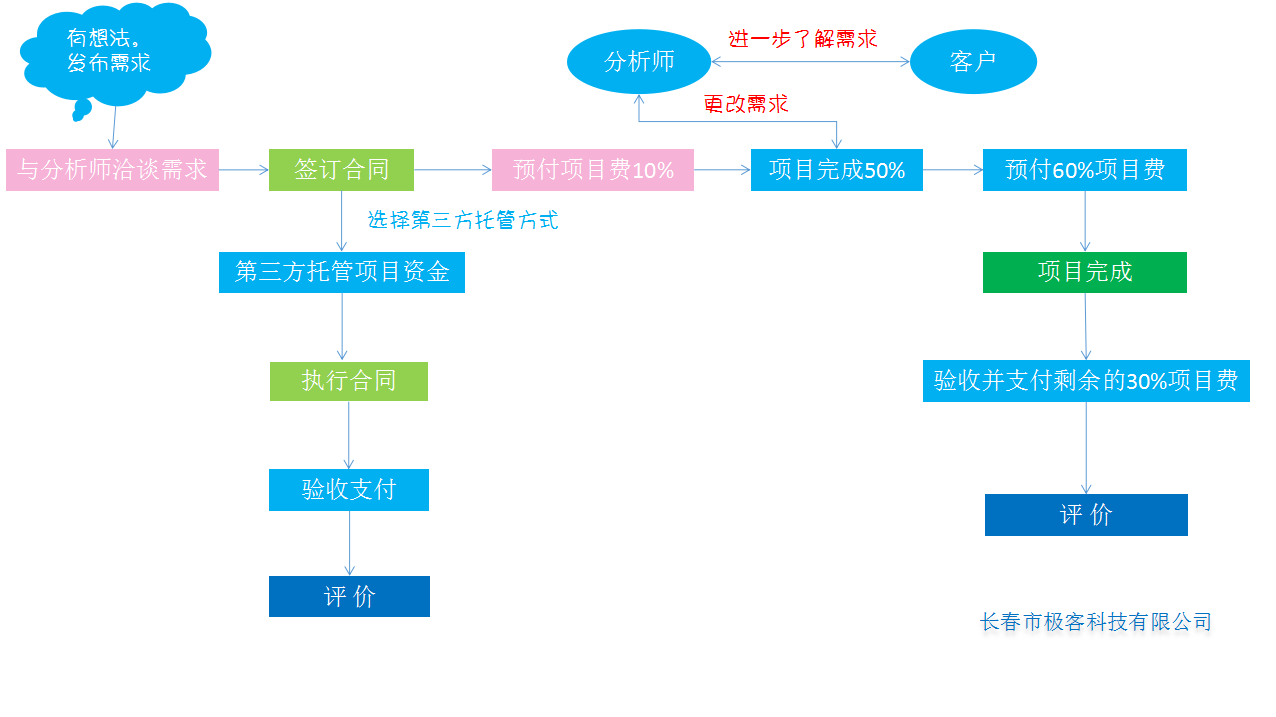 有想法，
发布需求
进一步了解需求
分析师
客户
更改需求
与分析师洽谈需求
签订合同
预付项目费10%
项目完成50%
预付60%项目费
选择第三方托管方式
第三方托管项目资金
项目完成
执行合同
验收并支付剩余的30%项目费
验收支付
评 价
评 价
长春市极客科技有限公司